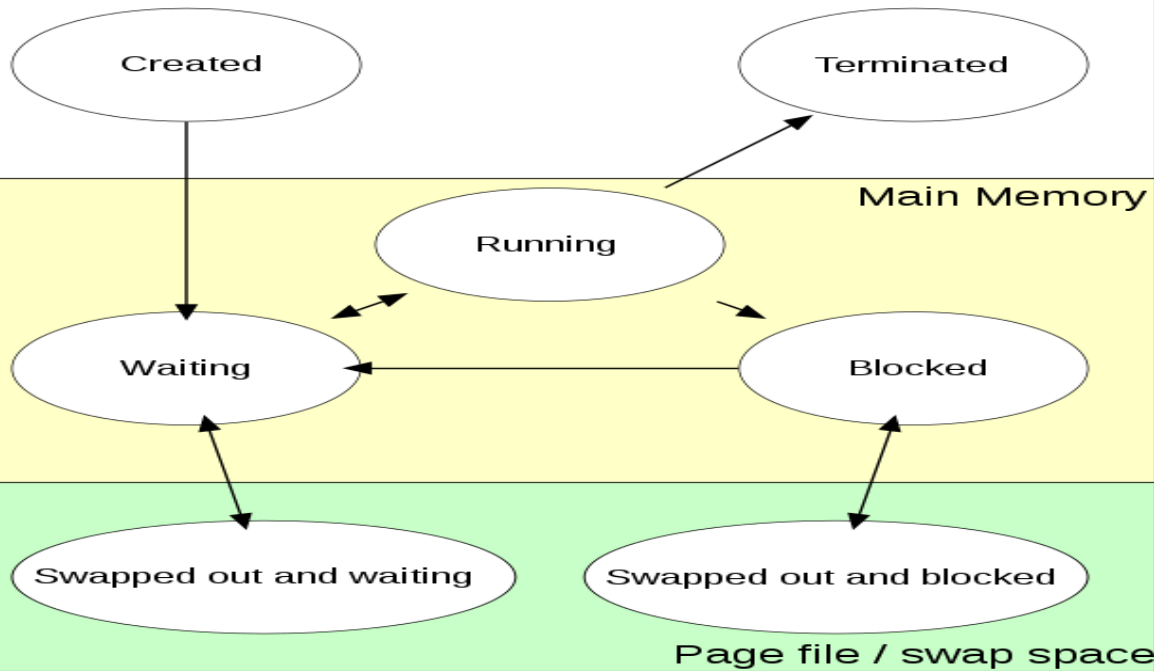 Created
Terminated
Main Memory
Running
Waiting
Blocked
Swapped out and waiting
Swapped out and blocked
Page file / swap space